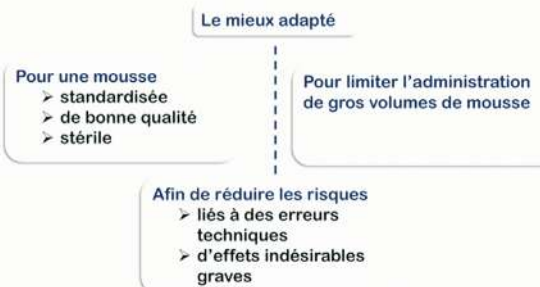 Le mieux adapté
Pour une mousse
➢ standardisée
➢ de bonne qualité
➢ stérile
Pour limiter l'administration
de gros volumes de mousse
Afin de réduire les risques
➢ liés à des erreurs
techniques
➢ d'effets indésirables
graves